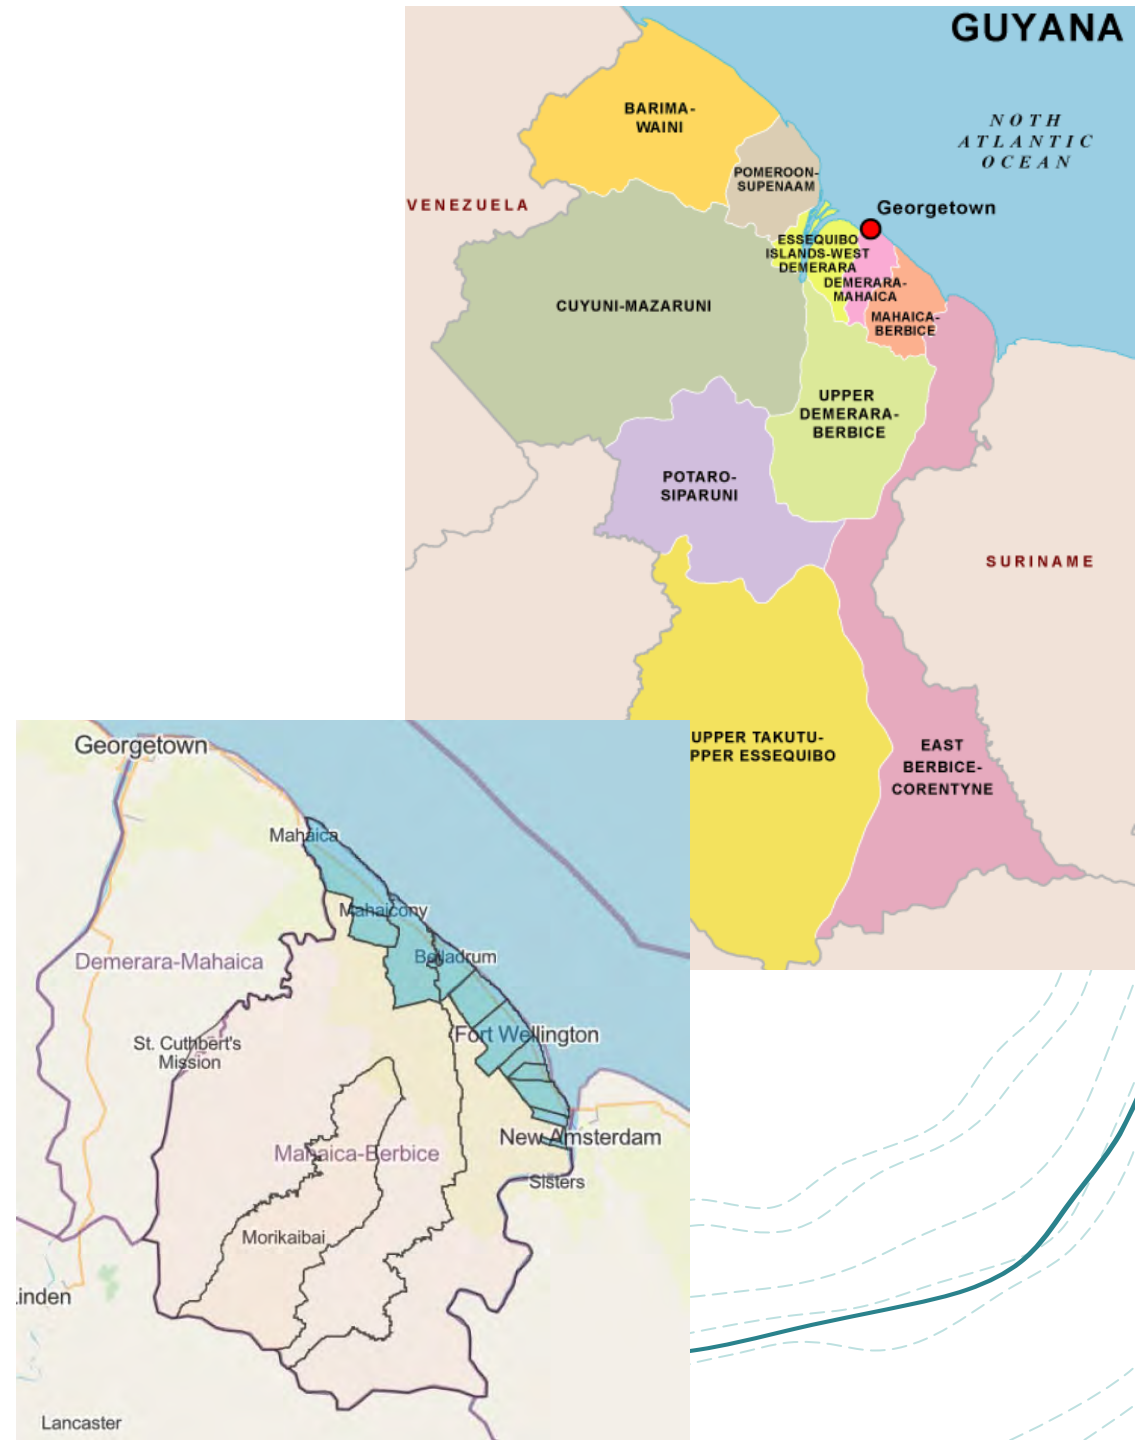 GUYANA
BARIMA-
WAINI
NOTH
ATLANTIC
OCEAN
POMEROON-
SUPENAAM
VENEZUELA
Georgetown
ESSEQUIBO
ISLANDS-WEST
DEMERARA
DEMERARA-
MAHAICA
CUYUNI-MAZARUNI
MAHAICA-
BERBICE
UPPER
DEMERARA-
BERBICE
POTARO-
SIPARUNI
SURINAME
UPPER TAKUTU-
PPER ESSEQUIBO
EAST
BERBICE-
CORENTYNE
Georgetown
Mahaica
Mahaicony
Belladrum
Demerara-Mahaica
Fort Wellington
St. Cuthbert's
Mission
New Amsterdam
Mahaica-Berbice
Sisters
Morikaibai
inden
Lancaster